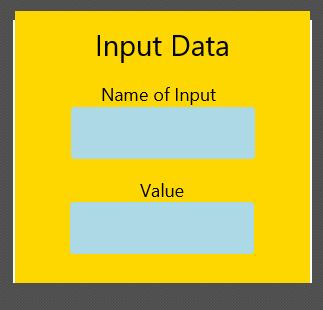 Input Data
Name of Input
Value